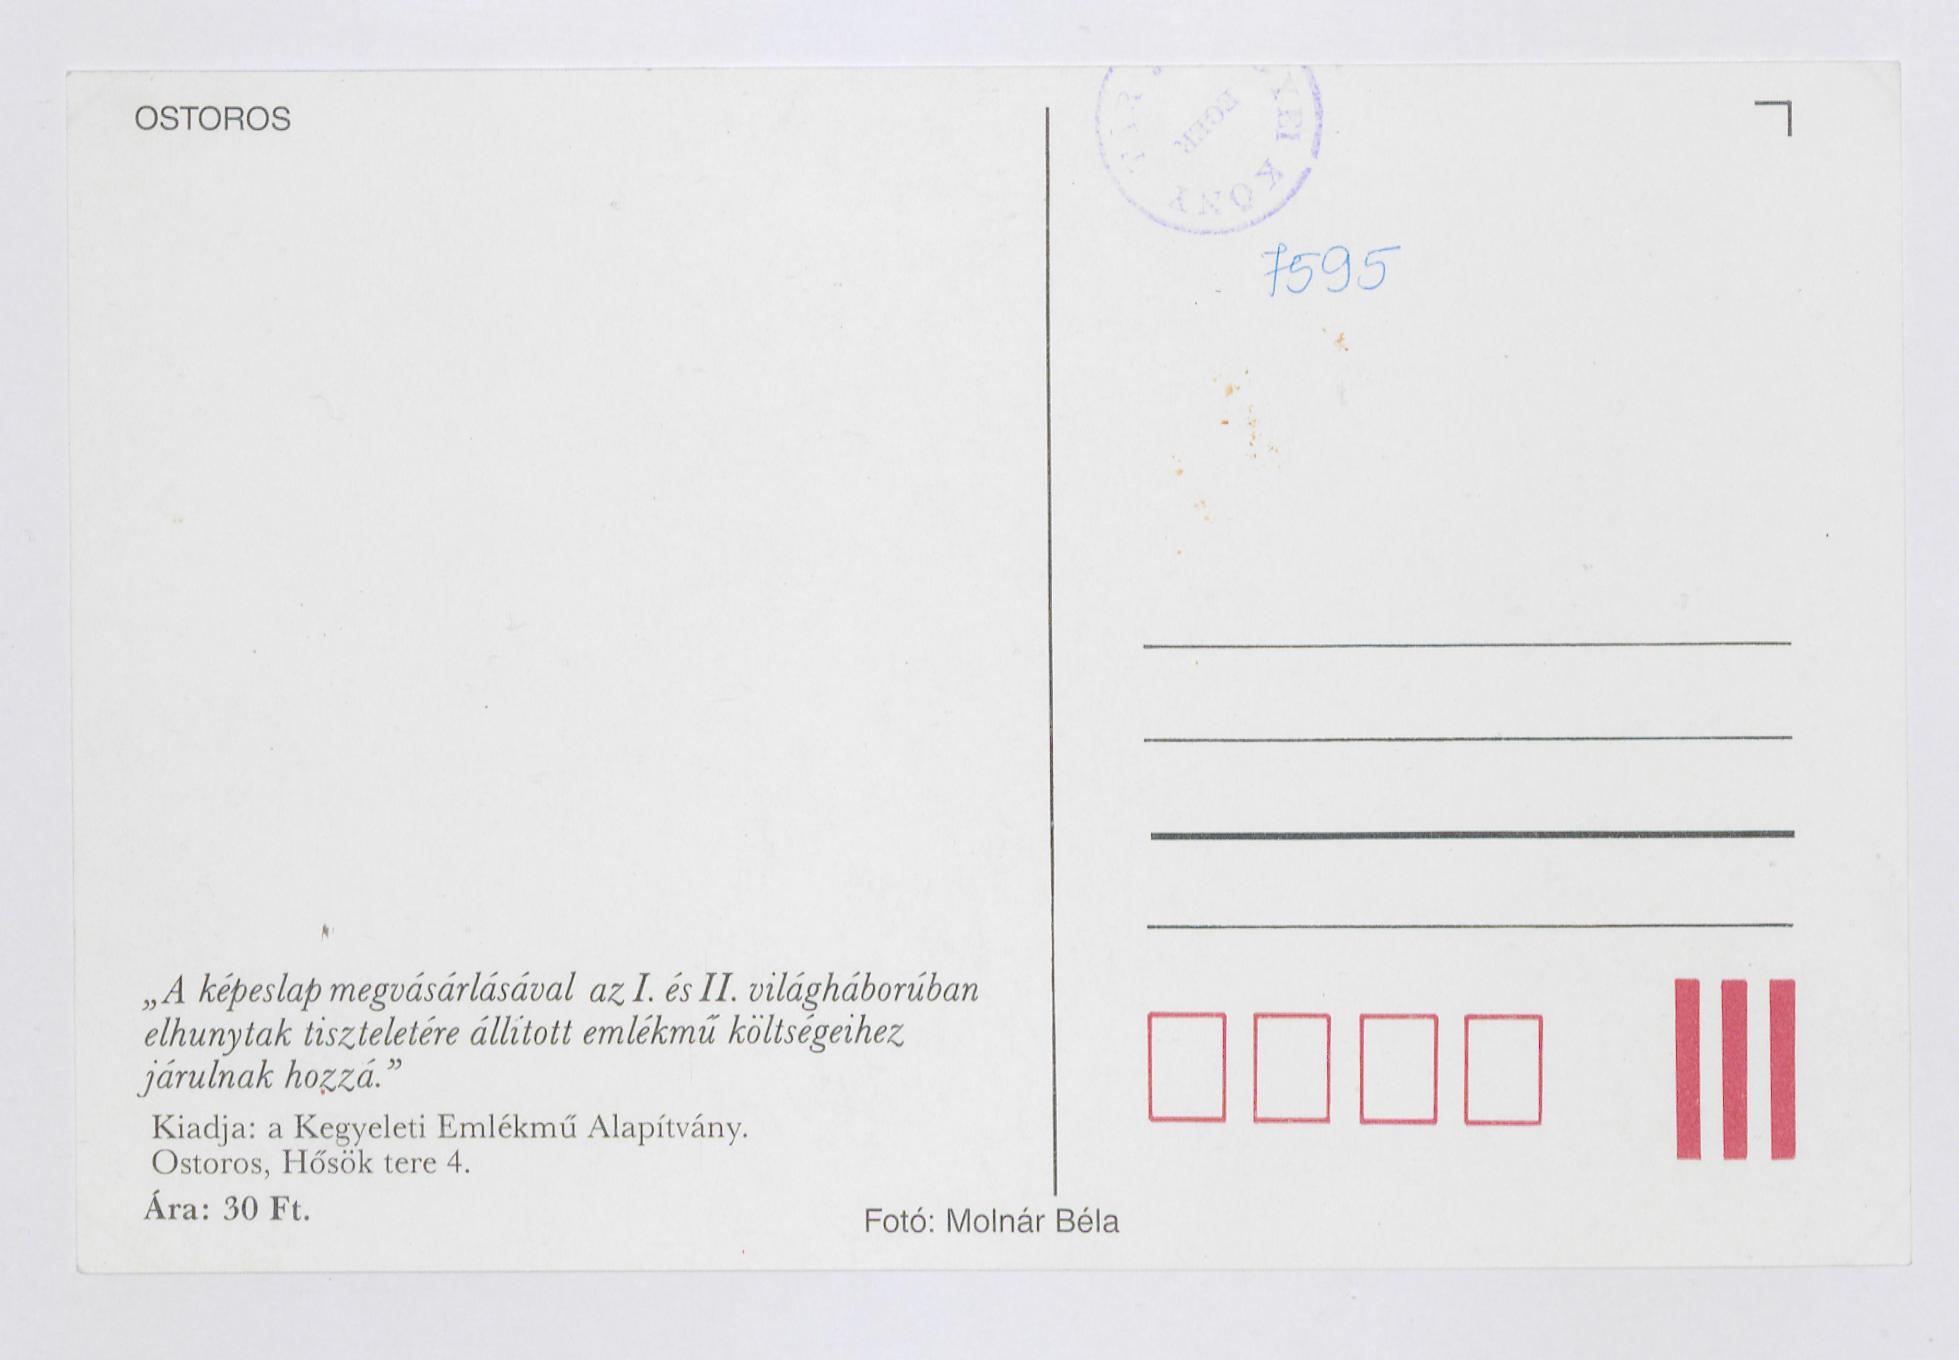 OSTOROS
EGER
7595
„A képeslap megvásárlásával az I. és II. világháborúban
elhunytak tiszteletére állított emlékmű költségeihez
járulnak hozzá.”
Kiadja: a Kegyeleti Emlékmű Alapítvány.
Ostoros, Hősök tere 4.
Ára: 30 Ft.
Fotó: Molnár Béla